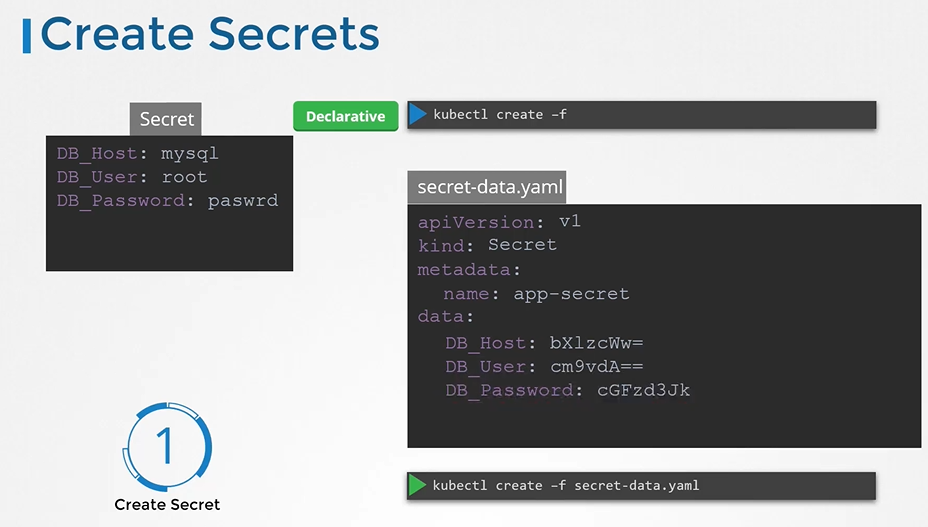 Create Secrets
Secret
DB_Host: mysql
DB_User: root
DB_Password: paswrd
Declarative
kubectl create –f
secret-data.yaml
apiVersion: v1
kind: Secret
metadata:
name: app-secret
data:
DB_Host: bXlzcWw=
DB_User: cm9vdA==
DB_Password: cGFzd3Jk
kubectl create –f secret-data.yaml
1
Create Secret